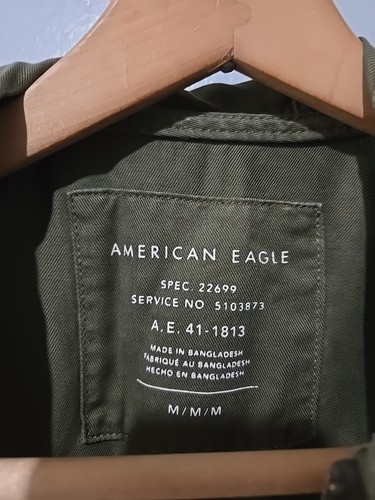 AMERICAN EAGLE
SPEC. 22699
SERVICE NO. 5103873
A.E. 41-1813
MADE IN BANGLADESH
FABRIQUÉ AU BANGLADESH
HECHO EN BANGLADESH
M/M/M